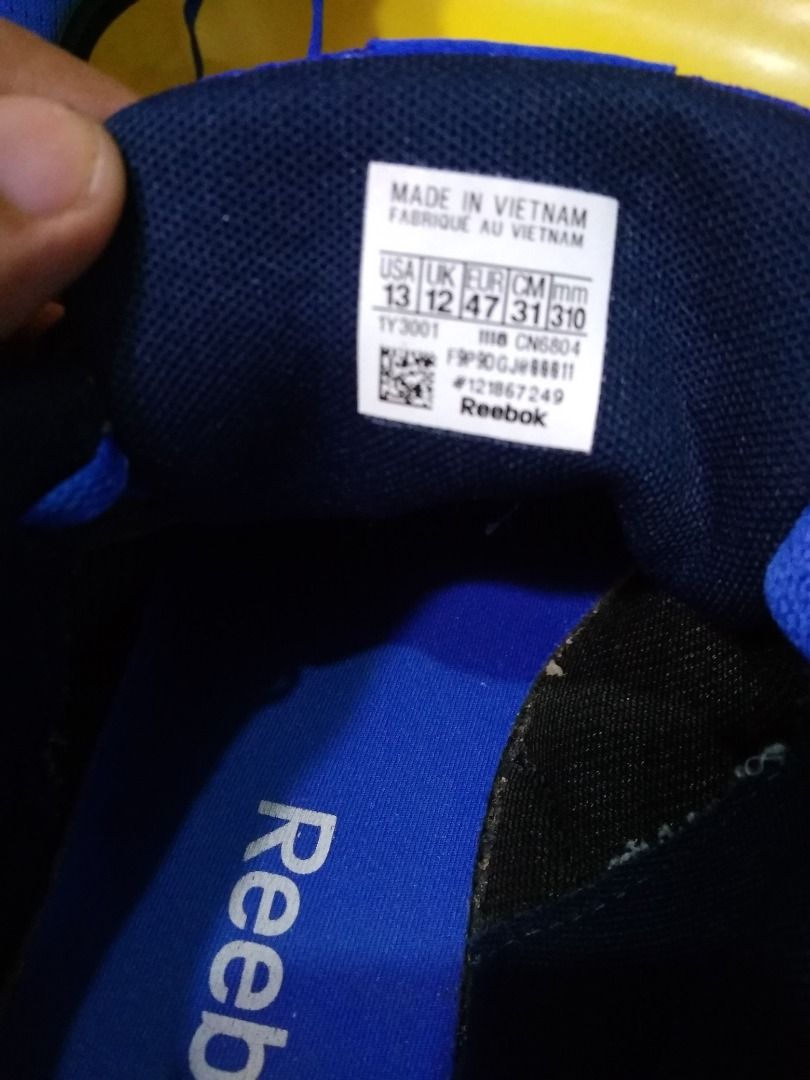 MADE IN VIETNAM
FABRIQUÉ AU VIETNAM
USA UK EUR CM mm
13 12 47 31 310
1Y3001 1118 CN6804
#121867249
Reebok
Reeb